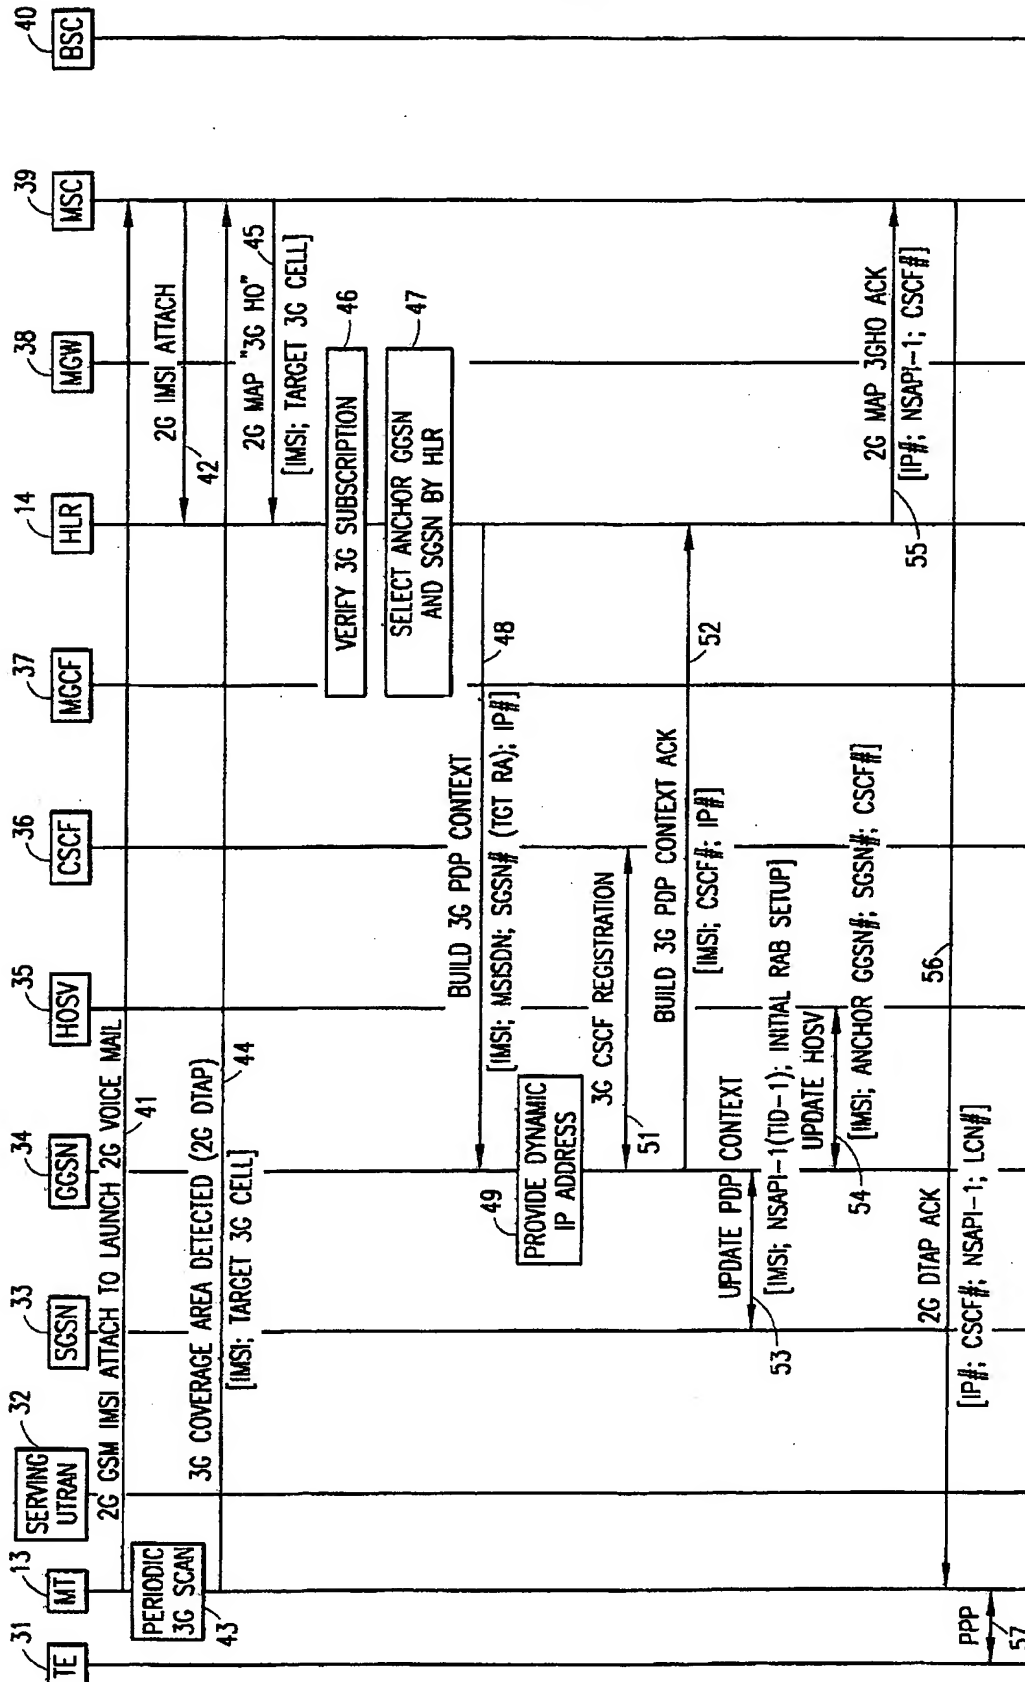 31
TE
13
MT
32
SERVING
UTRAN
33
SGSN
34
GGSN
35
HOSV
36
CSCF
37
MGCF
14
HLR
38
MGW
39
MSC
40
BSC
2G GSM IMSI ATTACH TO LAUNCH 2G VOICE MAIL
41
2G IMSI ATTACH
42
PERIODIC
3G SCAN
43
3G COVERAGE AREA DETECTED (2G DTAP)
44
[IMSI; TARGET 3G CELL]
2G MAP "3G HO"
45
[IMSI; TARGET 3G CELL]
VERIFY 3G SUBSCRIPTION
46
SELECT ANCHOR GGSN
AND SGSN BY HLR
47
BUILD 3G PDP CONTEXT
48
[IMSI; MSISDN; SGSN# (TGT RA); IP#]
49
PROVIDE DYNAMIC
IP ADDRESS
3G CSCF REGISTRATION
51
BUILD 3G PDP CONTEXT ACK
52
[IMSI; CSCF#; IP#]
UPDATE PDP CONTEXT
53
[IMSI; NSAPI-1(TID-1); INITIAL RAB SETUP]
UPDATE HOSV
54
[IMSI; ANCHOR GGSN#; SGSN#; CSCF#]
2G MAP 3GHO ACK
55
[IP#; NSAPI-1; CSCF#]
2G DTAP ACK
56
[IP#; CSCF#; NSAPI-1; LCN#]
PPP
57